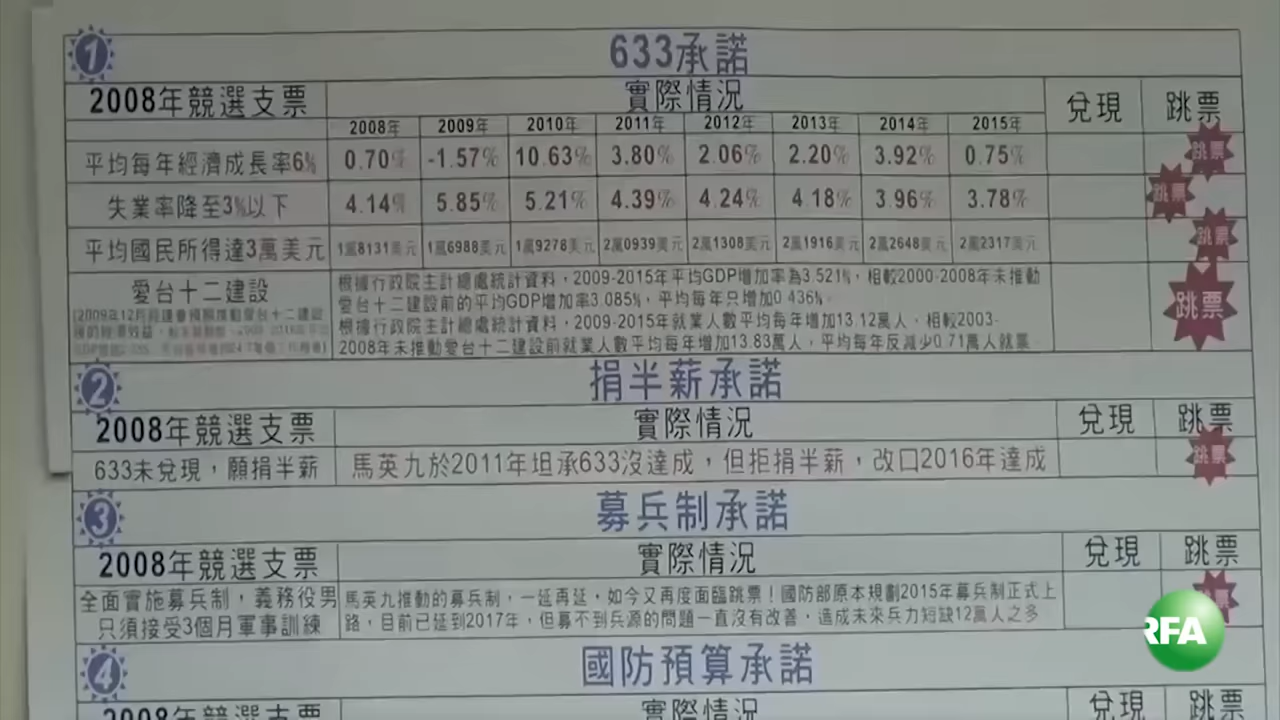 1
633承諾
2008年競選支票 實際情況 兌現 跳票
2008年 2009年 2010年 2011年 2012年 2013年 2014年 2015年
平均每年經濟成長率6% 0.70% -1.57% 10.63% 3.80% 2.06% 2.20% 3.92% 0.75% 跳票
失業率降至3%以下 4.14% 5.85% 5.21% 4.39% 4.24% 4.18% 3.96% 3.78% 跳票
平均國民所得達3萬美元 1萬8131美元 1萬6988美元 1萬9278美元 2萬0939美元 2萬1308美元 2萬1916美元 2萬2648美元 2萬2317美元 跳票
愛台十二建設
根據行政院主計總處統計資料，2009-2015年平均GDP增加率為3.521%，相較2000-2008年未推動
愛台十二建設前的平均GDP增加率3.085%，平均每年只增加0.436%。
根據行政院主計總處統計資料，2009-2015年就業人數平均每年增加13.12萬人，相較2003-
2008年未推動愛台十二建設前就業人數平均每年增加13.83萬人，平均每年反減少0.71萬人就業
跳票
2
捐半薪承諾
2008年競選支票 實際情況 兌現 跳票
633未兌現，願捐半薪 馬英九於2011年坦承633沒達成，但拒捐半薪，改口2016年達成 跳票
3
募兵制承諾
2008年競選支票 實際情況 兌現 跳票
全面實施募兵制，義務役男
只須接受3個月軍事訓練
馬英九推動的募兵制，一延再延，如今又再度面臨跳票！國防部原本規劃2015年募兵制正式上
路，目前已延到2017年，但募不到兵源的問題一直沒有改善，造成未來兵力短缺12萬人之多
4
國防預算承諾
2008年競選支票 實際情況 兌現 跳票
RFA